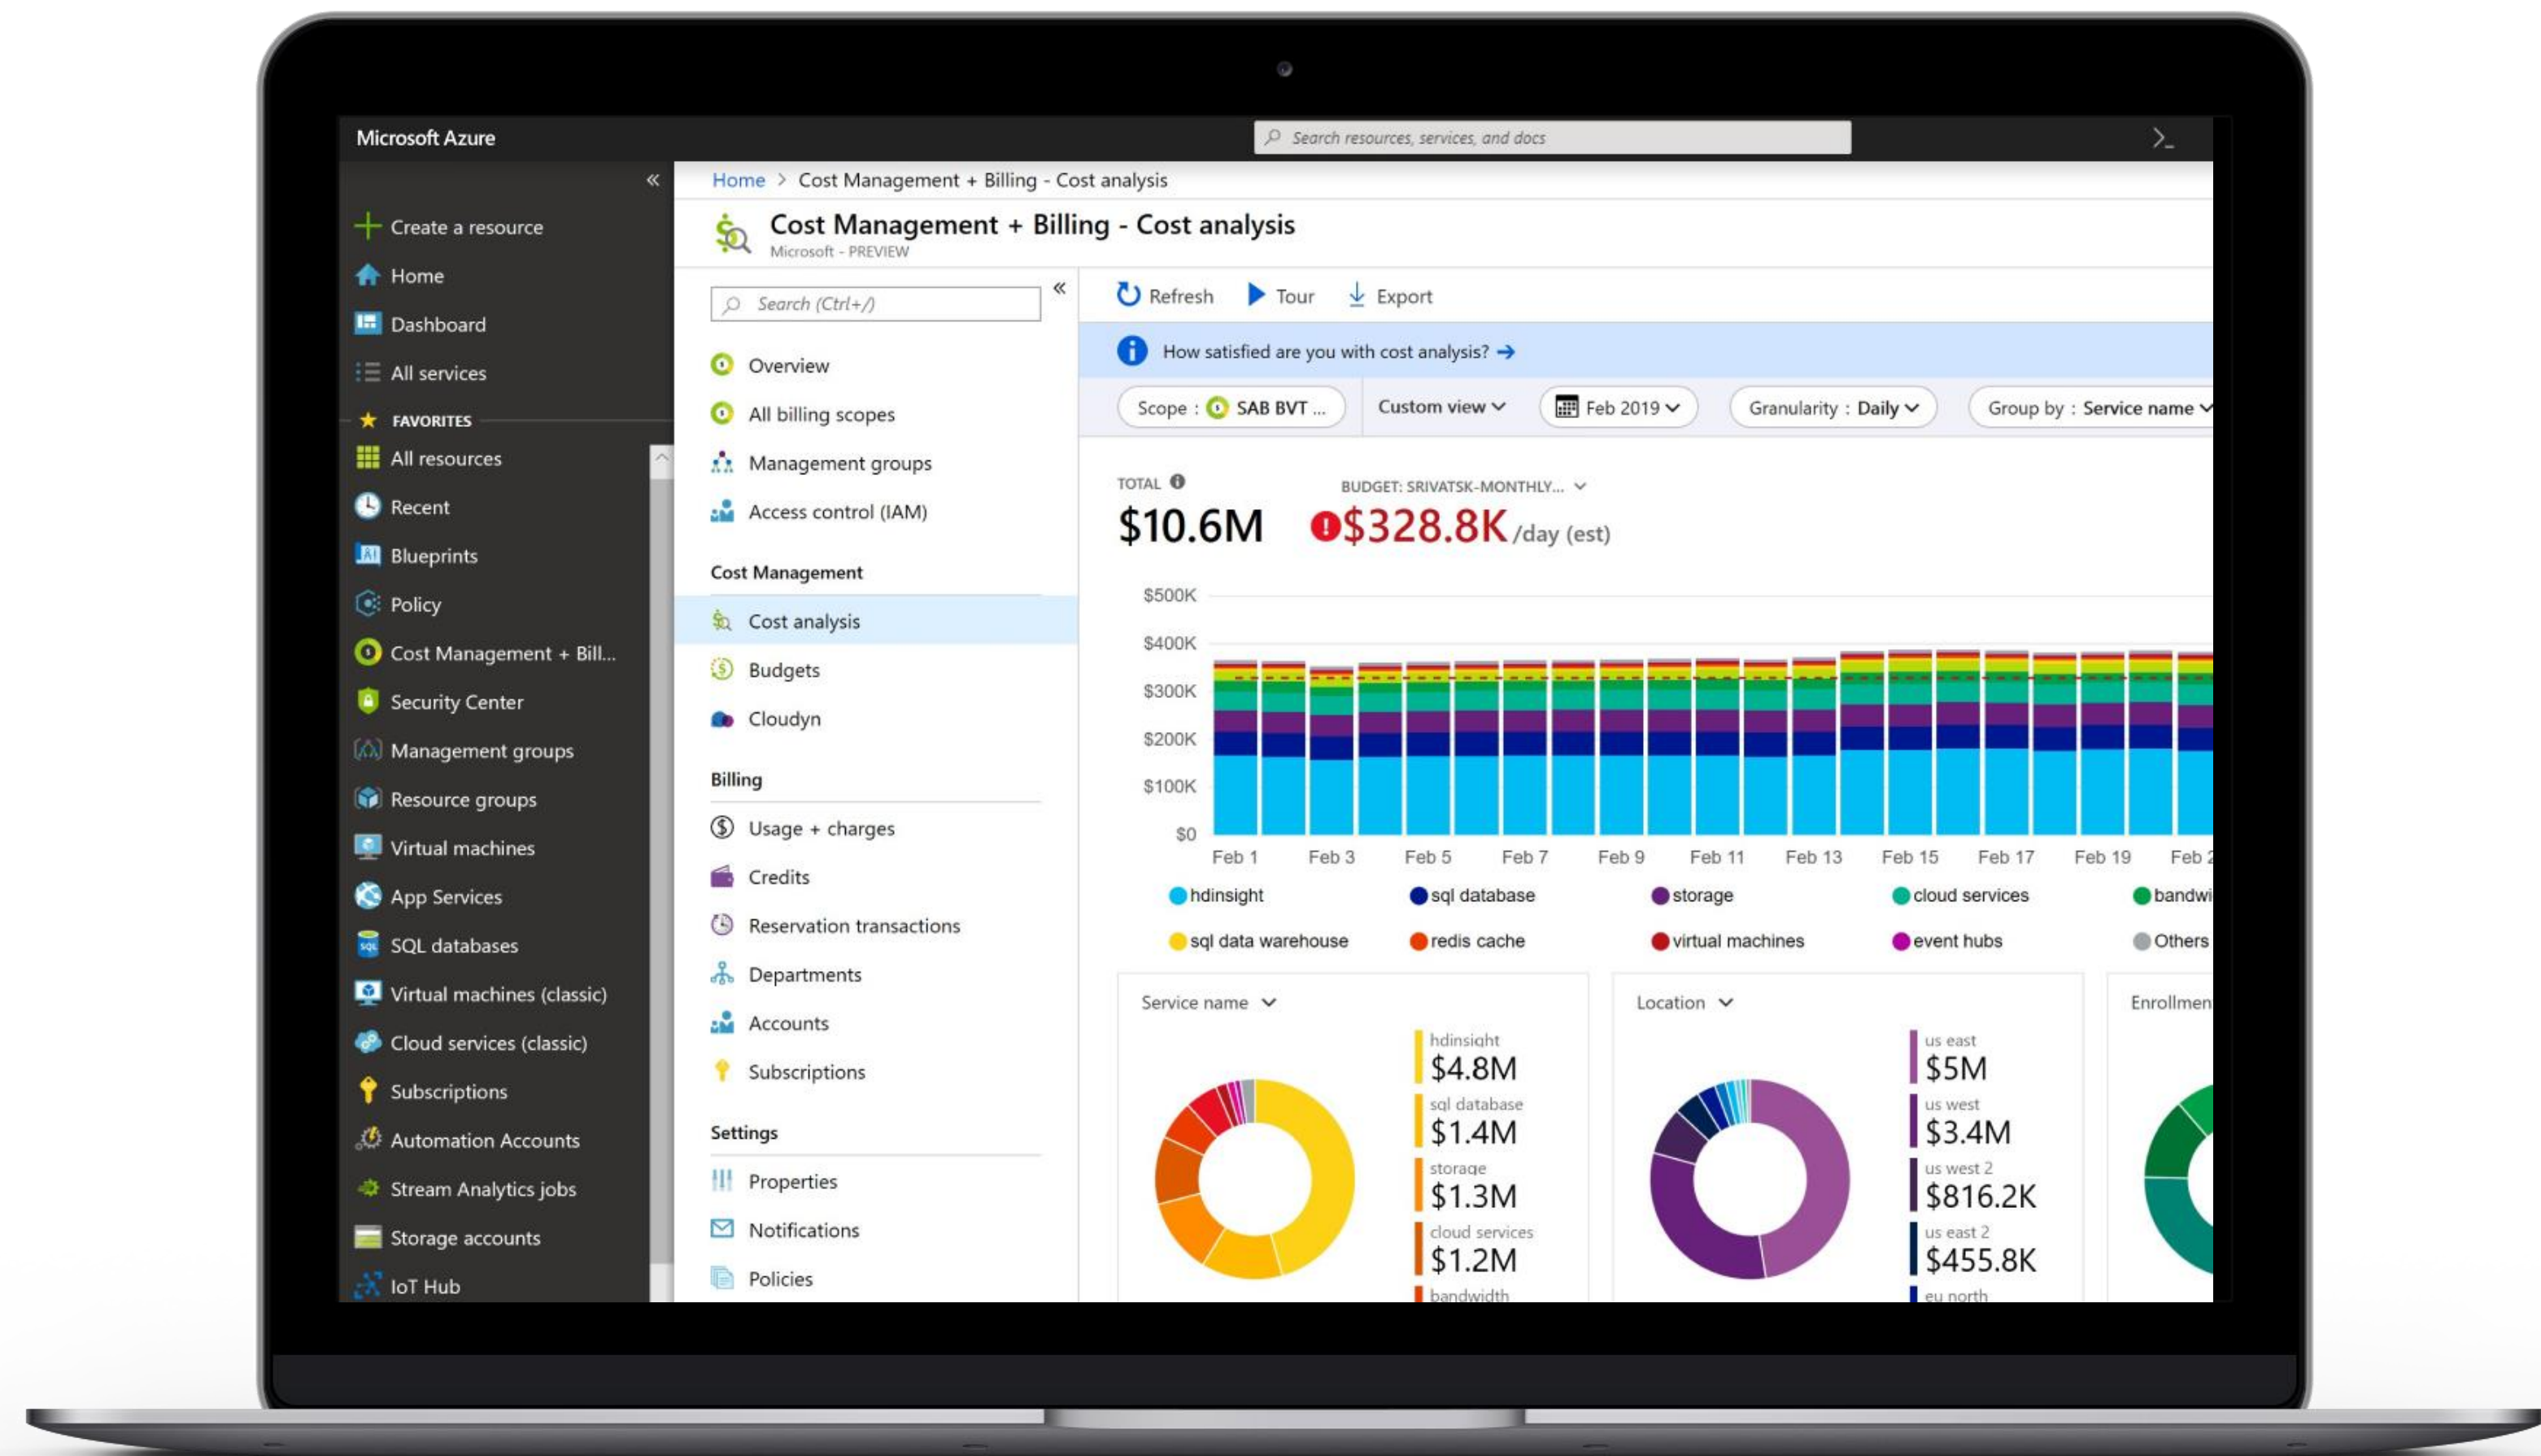 Microsoft Azure
Search resources, services, and docs
Create a resource
Home
Dashboard
All services
FAVORITES
All resources
Recent
Blueprints
Policy
Cost Management + Bill...
Security Center
Management groups
Resource groups
Virtual machines
App Services
SQL databases
Virtual machines (classic)
Cloud services (classic)
Subscriptions
Automation Accounts
Stream Analytics jobs
Storage accounts
IoT Hub
Home > Cost Management + Billing - Cost analysis
Cost Management + Billing - Cost analysis
Microsoft - PREVIEW
Search (Ctrl+/)
Overview
All billing scopes
Management groups
Access control (IAM)
Cost Management
Cost analysis
Budgets
Cloudyn
Billing
Usage + charges
Credits
Reservation transactions
Departments
Accounts
Subscriptions
Settings
Properties
Notifications
Policies
Refresh Tour Export
How satisfied are you with cost analysis?
Scope : SAB BVT ... Custom view Feb 2019 Granularity : Daily Group by : Service name
TOTAL BUDGET: SRIVATSK-MONTHLY...
$10.6M $328.8K /day (est)
$500K
$400K
$300K
$200K
$100K
$0
Feb 1 Feb 3 Feb 5 Feb 7 Feb 9 Feb 11 Feb 13 Feb 15 Feb 17 Feb 19 Feb 2
hdinsight sql database storage cloud services bandwi
sql data warehouse redis cache virtual machines event hubs Others
Service name
hdinsight
$4.8M
sql database
$1.4M
storage
$1.3M
cloud services
$1.2M
bandwidth
Location
us east
$5M
us west
$3.4M
us west 2
$816.2K
us east 2
$455.8K
eu north
Enrollmen